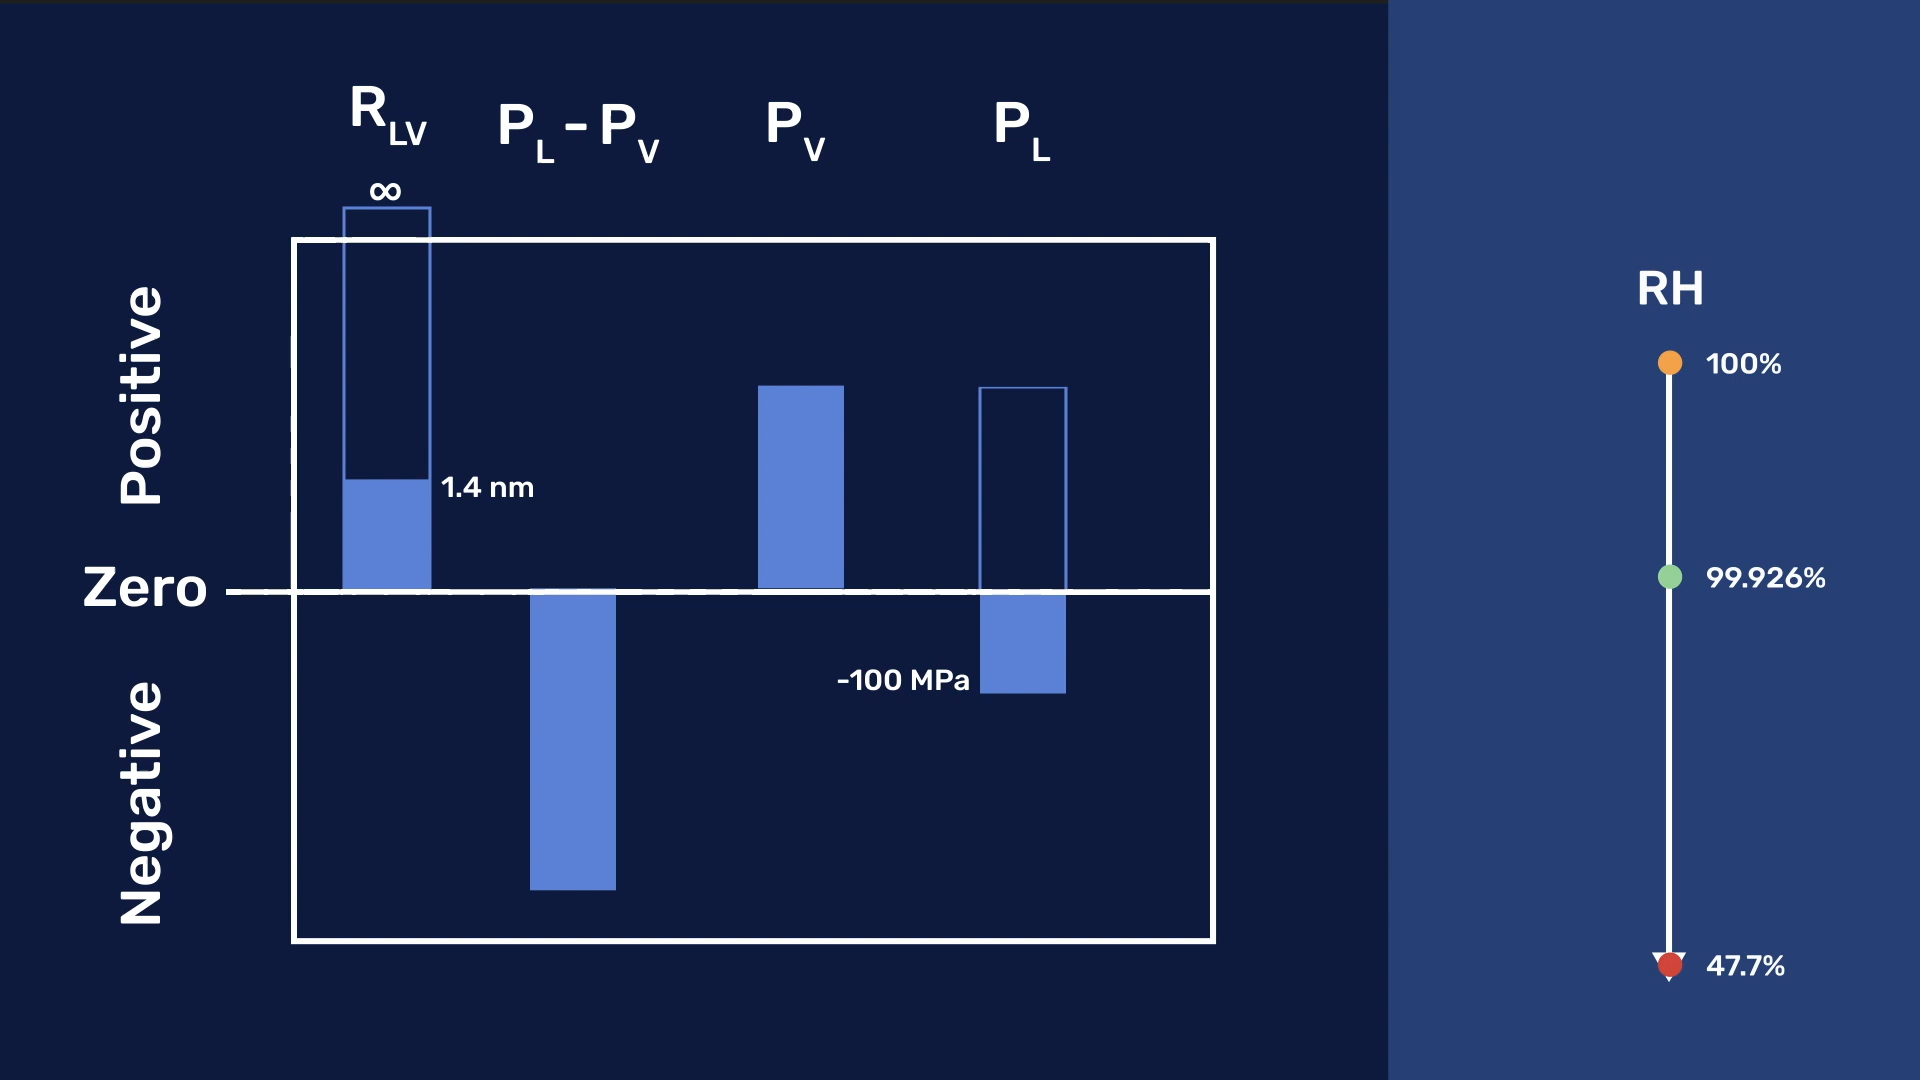 R_LV
P_L - P_V
P_V
P_L
∞
Positive
1.4 nm
Zero
-100 MPa
Negative
RH
100%
99.926%
47.7%